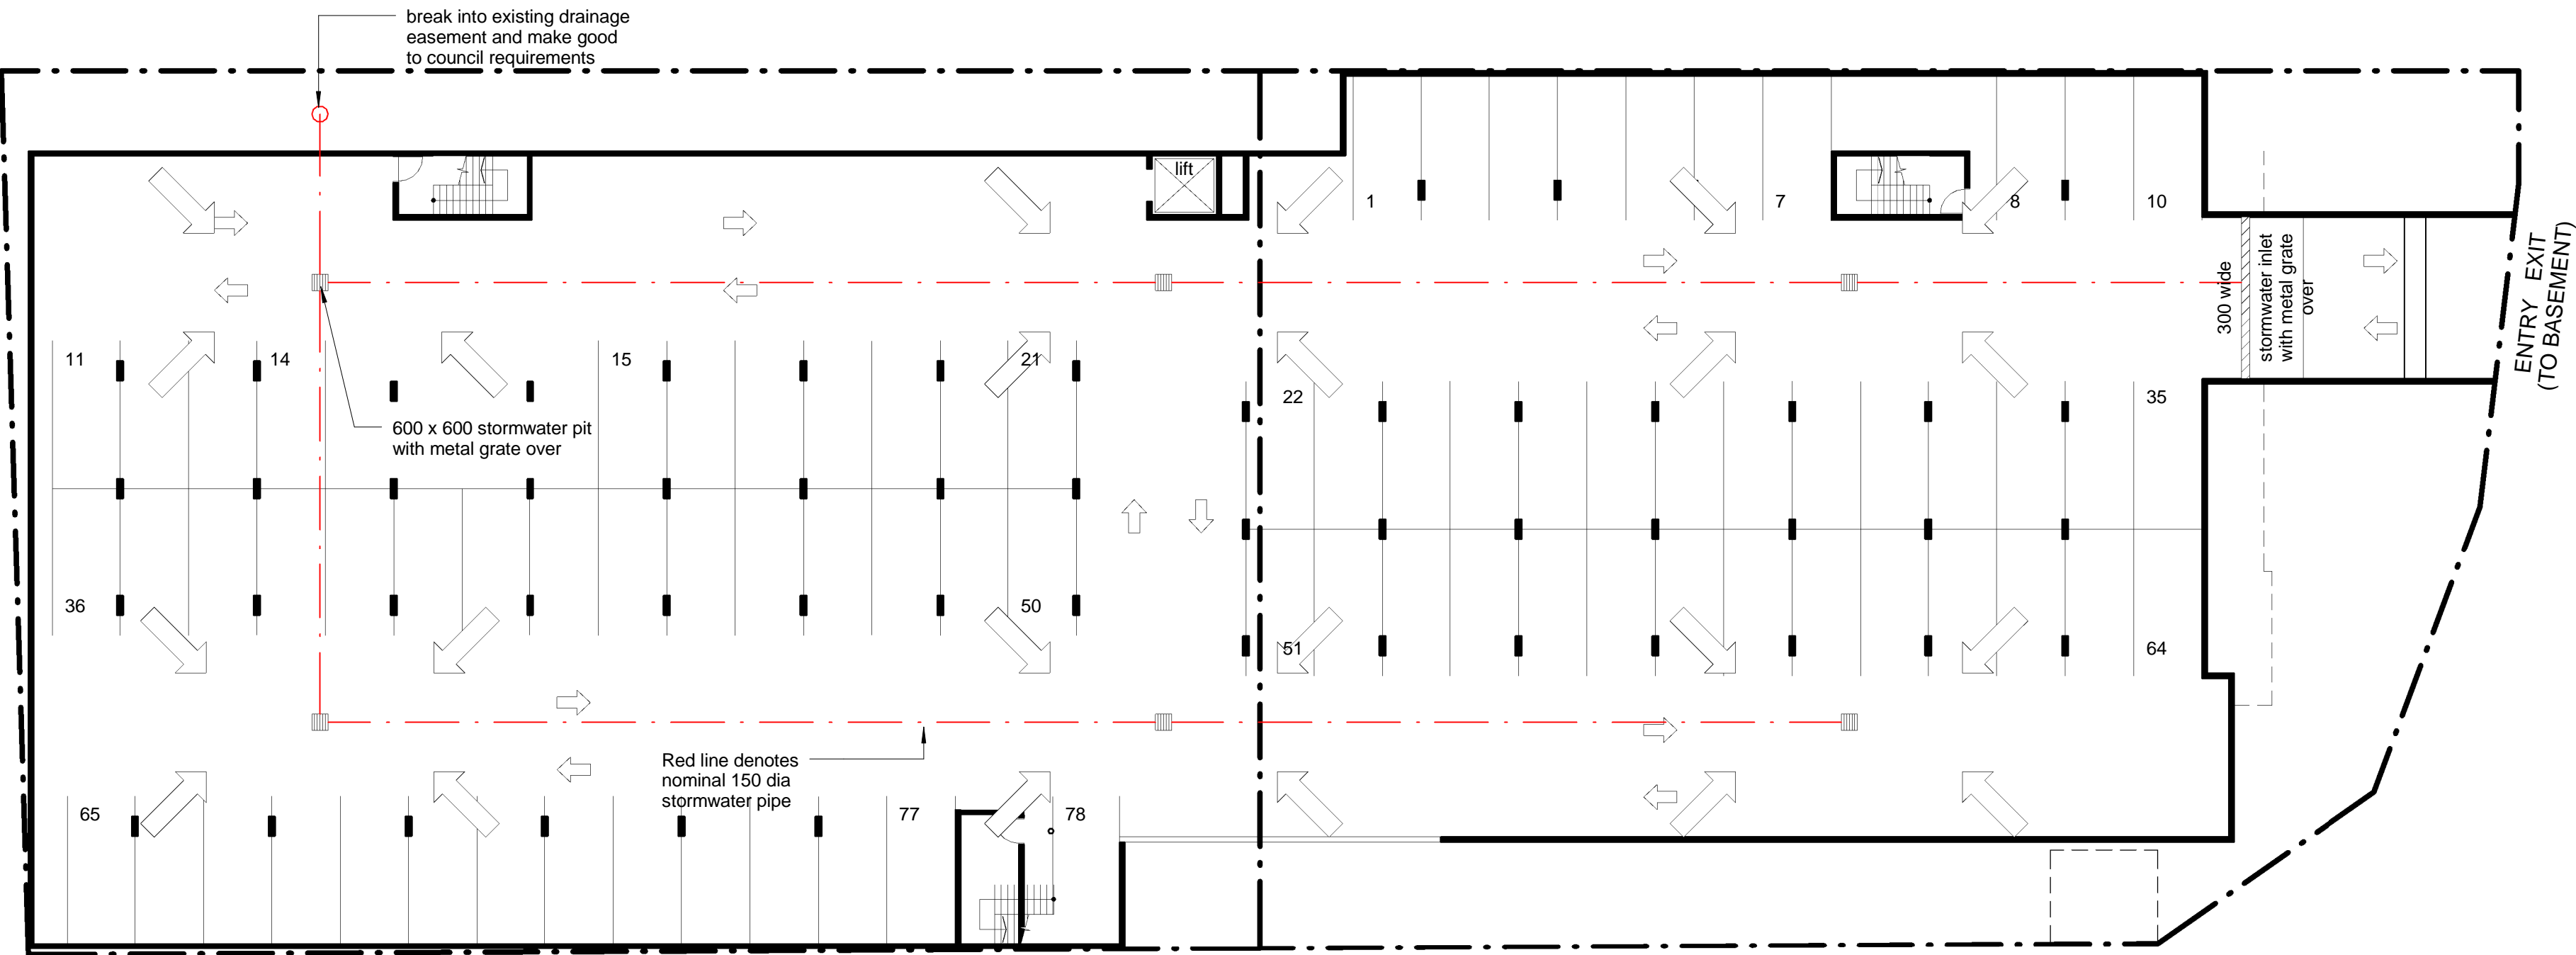 break into existing drainage
easement and make good
to council requirements
lift
1
7
8
10
300 wide
stormwater inlet
with metal grate
over
ENTRY EXIT
(TO BASEMENT)
11
14
15
21
22
35
600 x 600 stormwater pit
with metal grate over
36
50
51
64
Red line denotes
nominal 150 dia
stormwater pipe
65
77
78